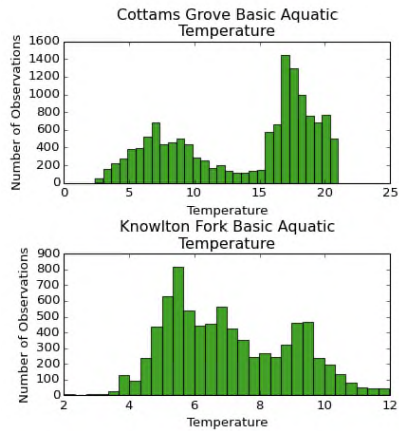 Cottams Grove Basic Aquatic
Temperature
Number of Observations
1600
1400
1200
1000
800
600
400
200
0
0 5 10 15 20 25
Temperature
Knowlton Fork Basic Aquatic
Temperature
Number of Observations
900
800
700
600
500
400
300
200
100
0
2 4 6 8 10 12
Temperature